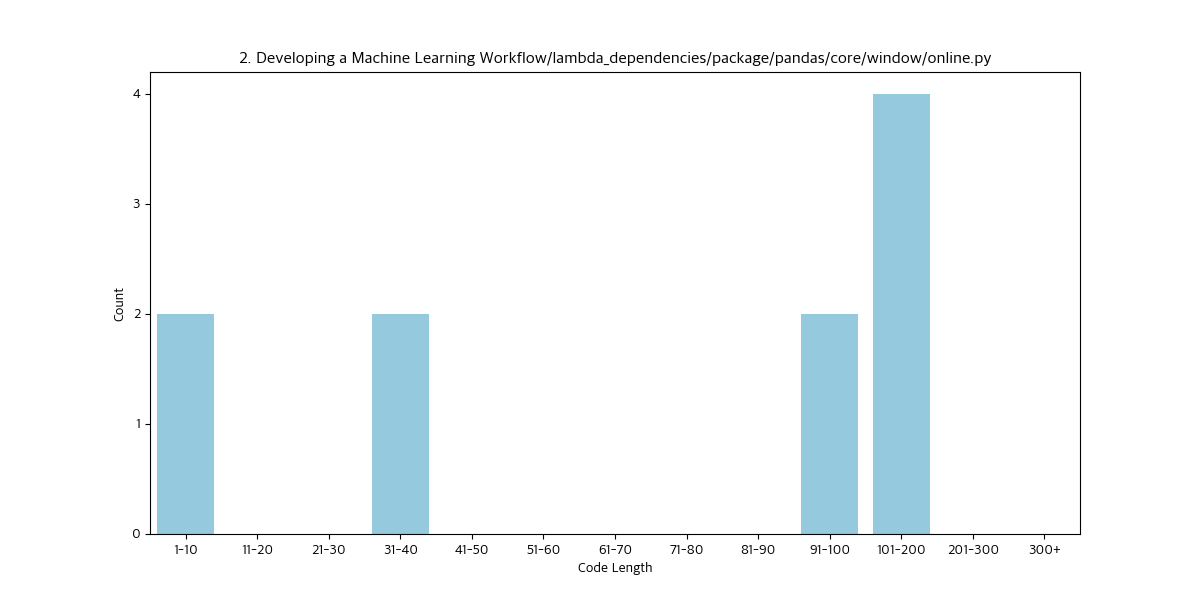 2. Developing a Machine Learning Workflow/lambda_dependencies/package/pandas/core/window/online.py
4
3
2
1
0
Count
1-10 11-20 21-30 31-40 41-50 51-60 61-70 71-80 81-90 91-100 101-200 201-300 300+
Code Length